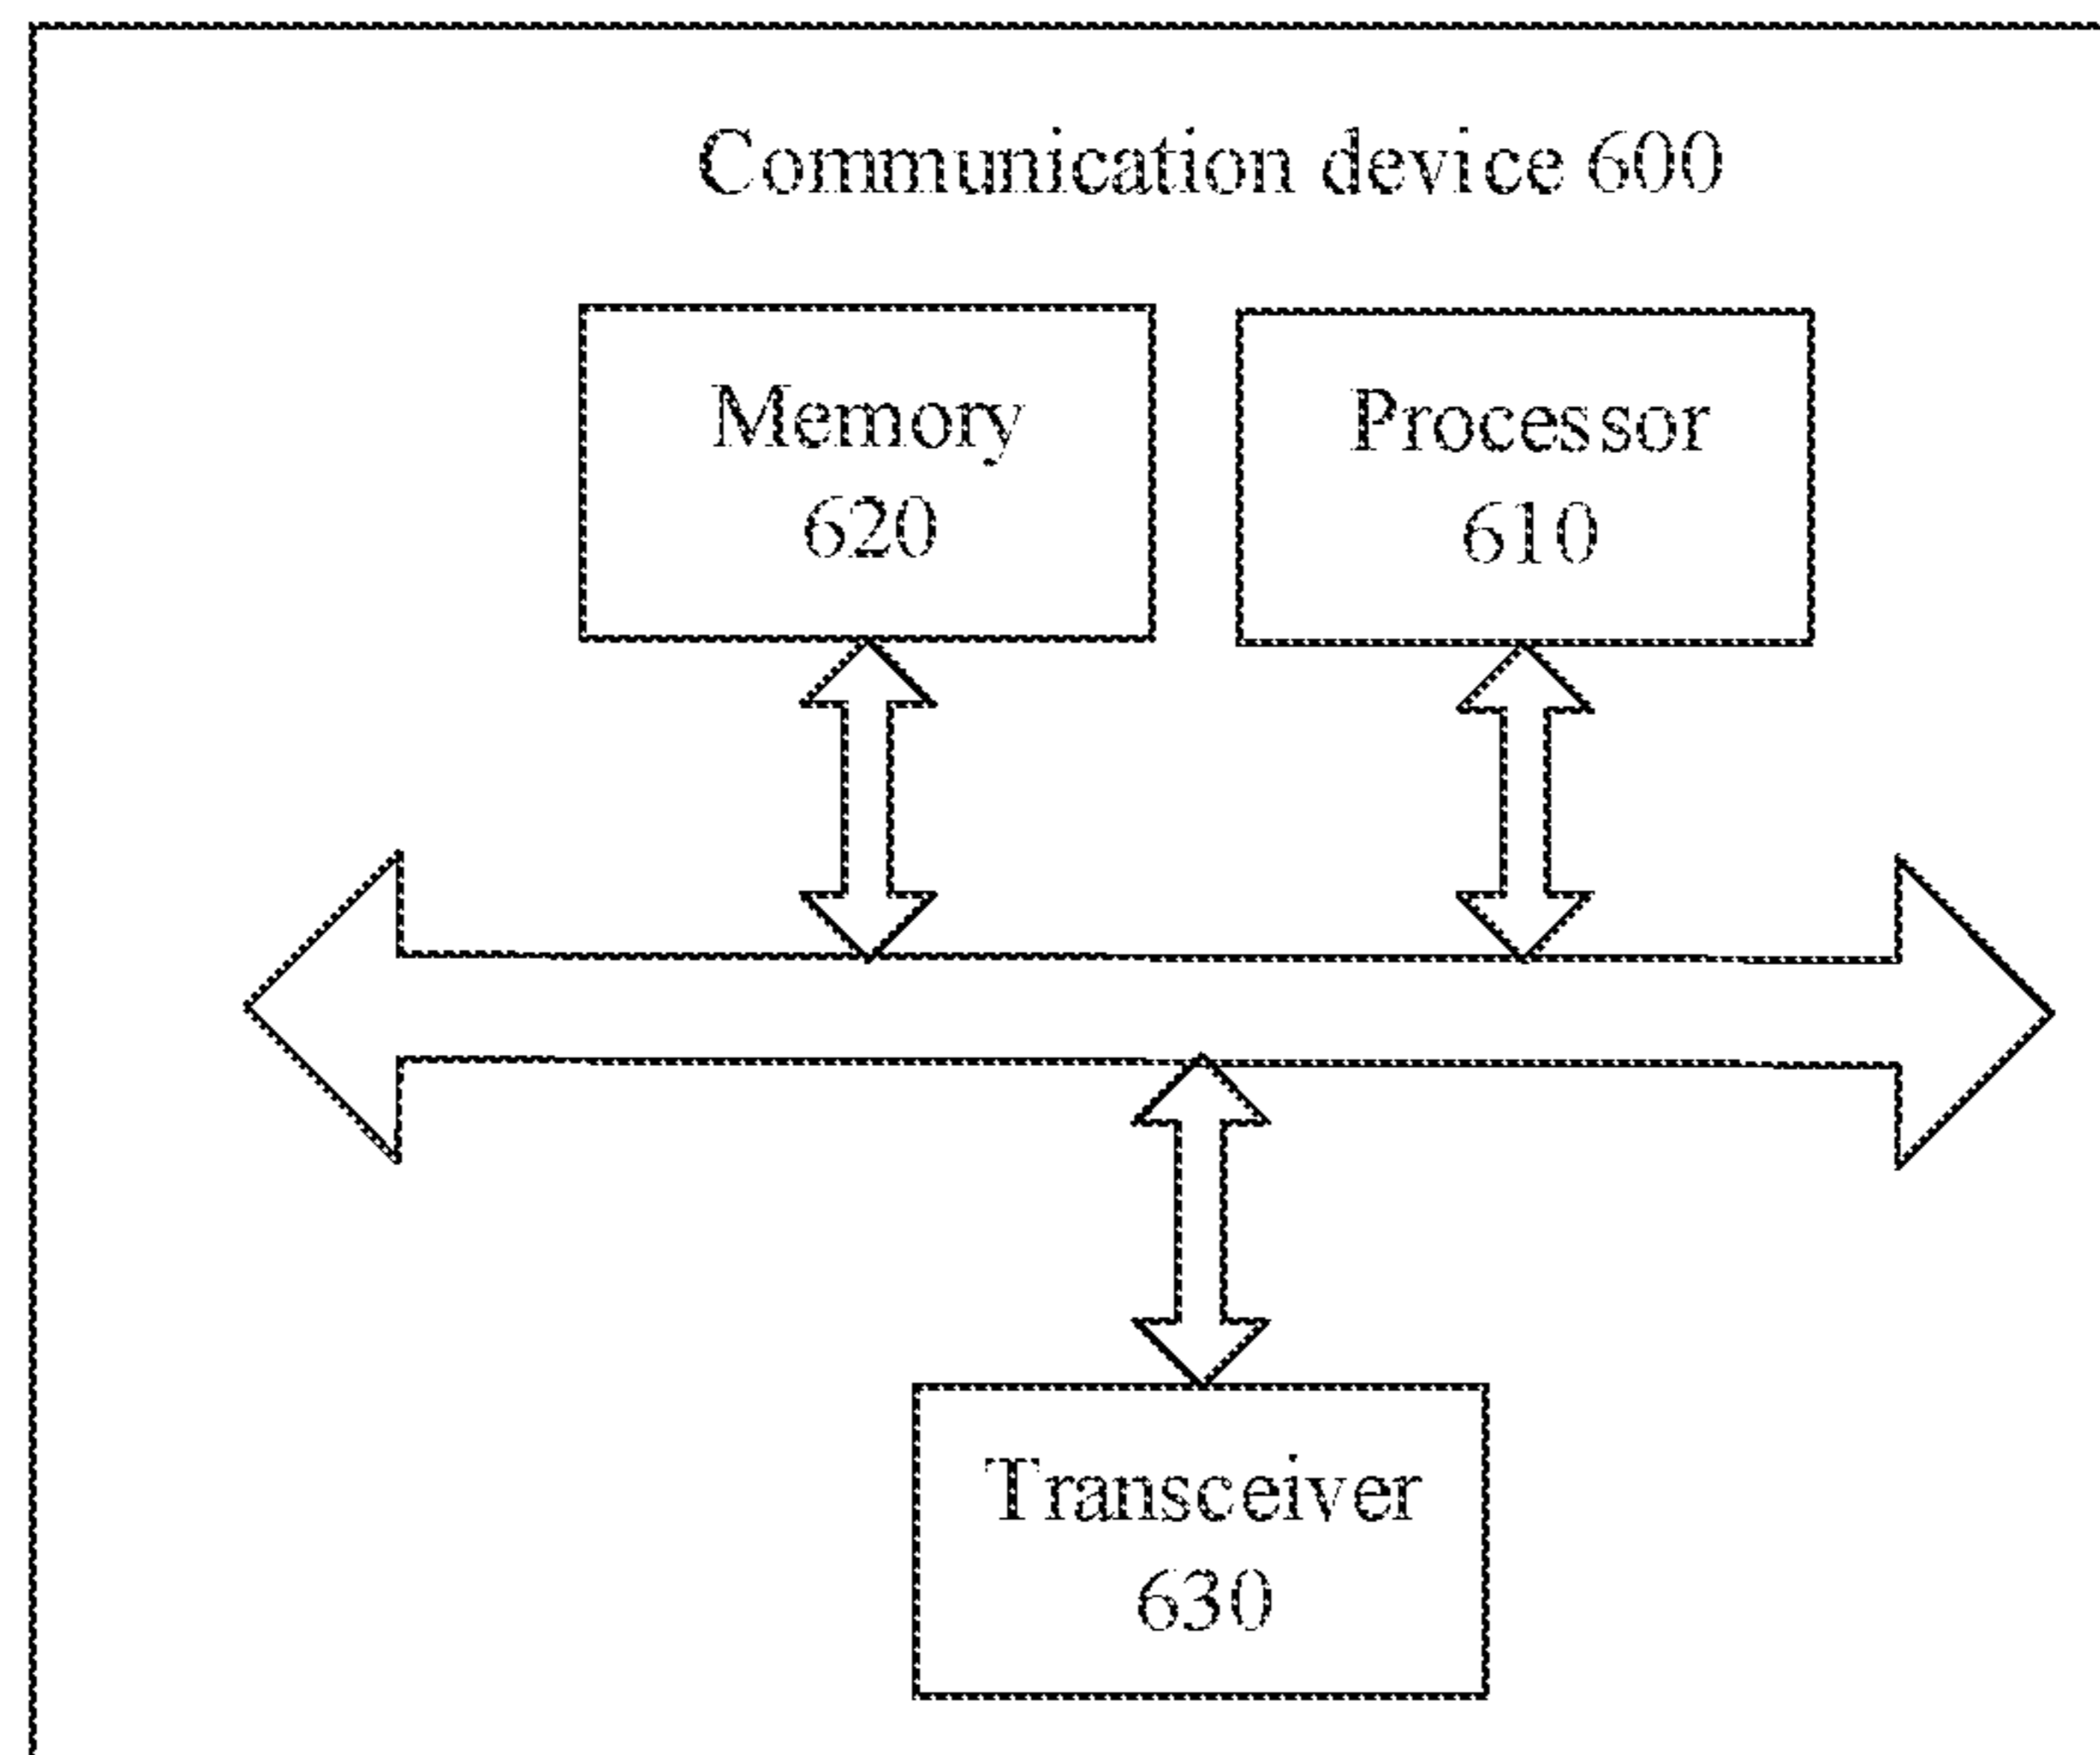 Communication device 600
Memory
620
Processor
610
Transceiver
630